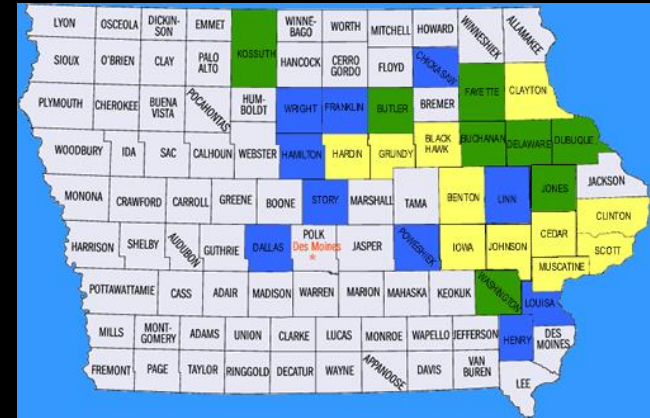 LYON
OSCEOLA
DICKIN-
SON
EMMET
WINNE-
BAGO
WORTH
MITCHELL
HOWARD
WINNESHIEK
ALLAMAKEE
KOSSUTH
SIOUX
O'BRIEN
CLAY
PALO
ALTO
HANCOCK
CERRO
GORDO
FLOYD
CHICKASAW
PLYMOUTH
CHEROKEE
BUENA
VISTA
POCAHONTAS
HUM-
BOLDT
WRIGHT
FRANKLIN
BUTLER
BREMER
FAYETTE
CLAYTON
WOODBURY
IDA
SAC
CALHOUN
WEBSTER
HAMILTON
HARDIN
GRUNDY
BLACK
HAWK
BUCHANAN
DELAWARE
DUBUQUE
MONONA
CRAWFORD
CARROLL
GREENE
BOONE
STORY
MARSHALL
TAMA
BENTON
LINN
JONES
JACKSON
CLINTON
HARRISON
SHELBY
AUDUBON
GUTHRIE
DALLAS
POLK
Des Moines
*
JASPER
POWESHIEK
IOWA
JOHNSON
CEDAR
SCOTT
MUSCATINE
POTTAWATTAMIE
CASS
ADAIR
MADISON
WARREN
MARION
MAHASKA
KEOKUK
WASHINGTON
LOUISA
MILLS
MONT-
GOMERY
ADAMS
UNION
CLARKE
LUCAS
MONROE
WAPELLO
JEFFERSON
HENRY
DES
MOINES
FREMONT
PAGE
TAYLOR
RINGGOLD
DECATUR
WAYNE
APPANOOSE
DAVIS
VAN
BUREN
LEE